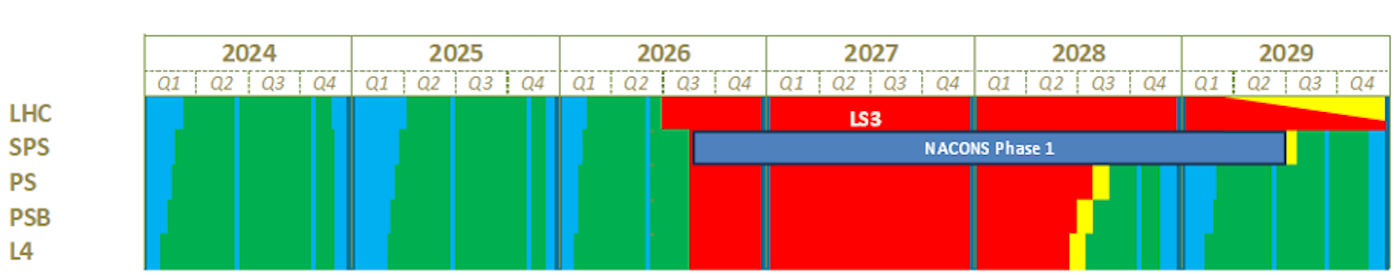 2024 2025 2026 2027 2028 2029
Q1 Q2 Q3 Q4 Q1 Q2 Q3 Q4 Q1 Q2 Q3 Q4 Q1 Q2 Q3 Q4 Q1 Q2 Q3 Q4 Q1 Q2 Q3 Q4
LHC LS3
SPS NACONS Phase 1
PS
PSB
L4